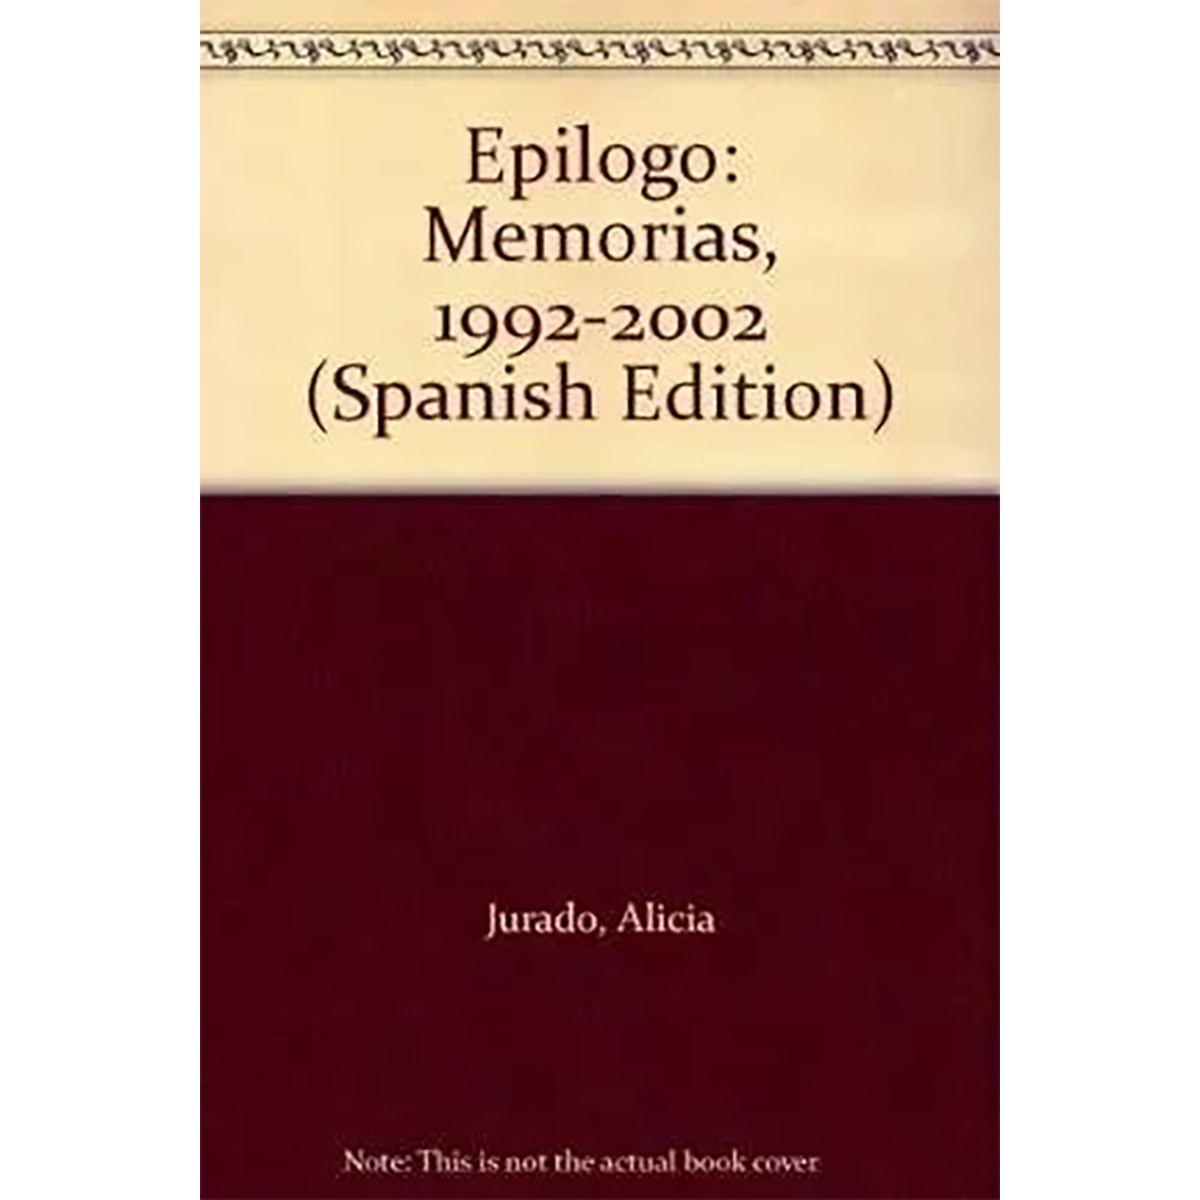 Epilogo:
Memorias,
1992-2002
(Spanish Edition)
Jurado, Alicia
Note: This is not the actual book cover